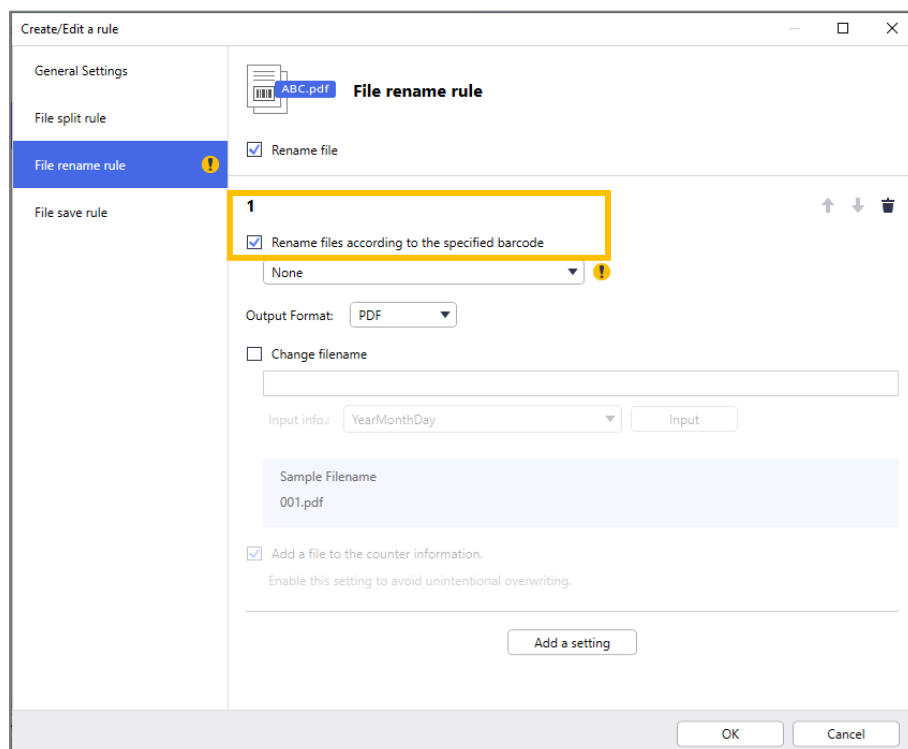 Create/Edit a rule
General Settings
File split rule
File rename rule
File save rule
ABC.pdf
File rename rule
Rename file
1
Rename files according to the specified barcode
None
Output Format: PDF
Change filename
Input info.: YearMonthDay Input
Sample Filename
001.pdf
Add a file to the counter information.
Enable this setting to avoid unintentional overwriting.
Add a setting
OK Cancel